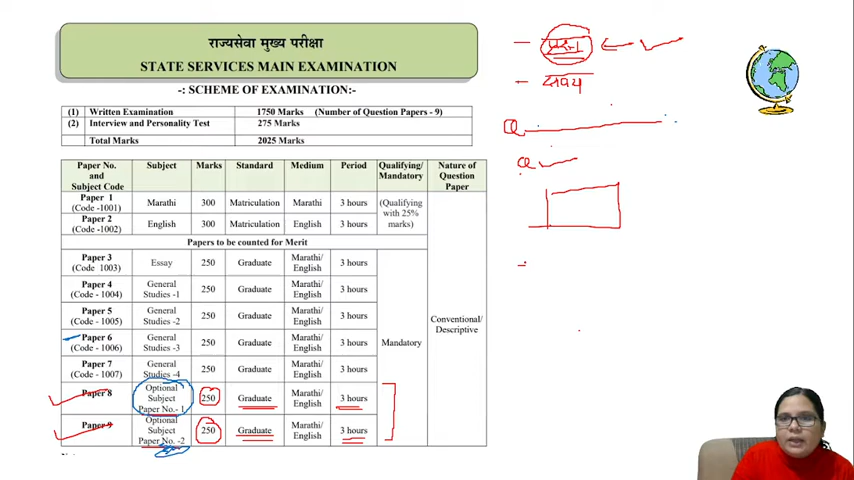 राज्यसेवा मुख्य परीक्षा
STATE SERVICES MAIN EXAMINATION
-: SCHEME OF EXAMINATION:-
(1) Written Examination 1750 Marks (Number of Question Papers - 9)
(2) Interview and Personality Test 275 Marks
Total Marks 2025 Marks
Paper No. and Subject Code Subject Marks Standard Medium Period Qualifying/ Mandatory Nature of Question Paper
Paper 1 (Code -1001) Marathi 300 Matriculation Marathi 3 hours (Qualifying with 25% marks)
Paper 2 (Code -1002) English 300 Matriculation English 3 hours
Papers to be counted for Merit
Paper 3 (Code 1003) Essay 250 Graduate Marathi/ English 3 hours Mandatory Conventional/ Descriptive
Paper 4 (Code - 1004) General Studies -1 250 Graduate Marathi/ English 3 hours
Paper 5 (Code - 1005) General Studies -2 250 Graduate Marathi/ English 3 hours
Paper 6 (Code - 1006) General Studies -3 250 Graduate Marathi/ English 3 hours
Paper 7 (Code - 1007) General Studies -4 250 Graduate Marathi/ English 3 hours
Paper 8 Optional Subject Paper No.- 1 250 Graduate Marathi/ English 3 hours
Paper 9 Optional Subject Paper No. -2 250 Graduate Marathi/ English 3 hours
Q
Q